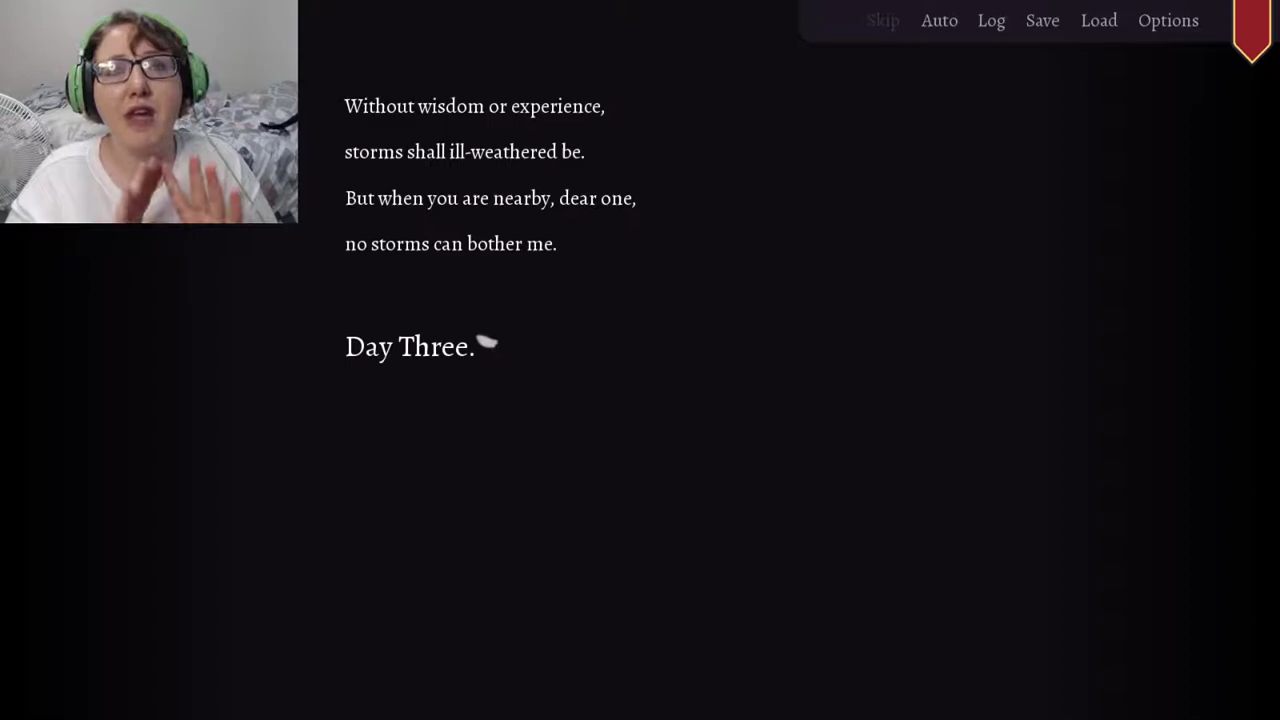 Skip Auto Log Save Load Options
Without wisdom or experience,
storms shall ill-weathered be.
But when you are nearby, dear one,
no storms can bother me.
Day Three.